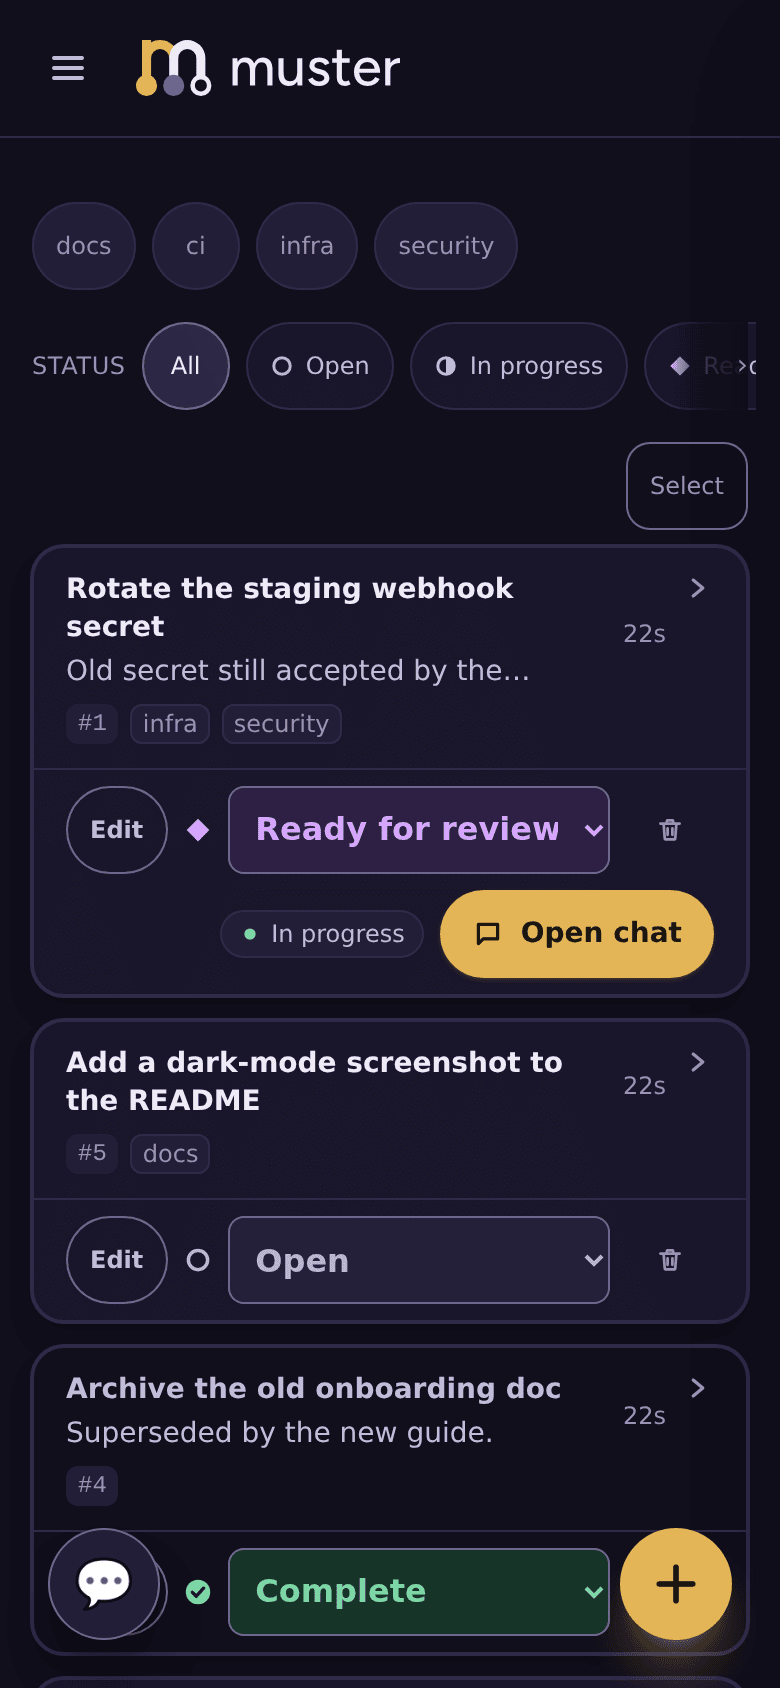 muster
docs ci infra security
STATUS All Open In progress
Select
Rotate the staging webhook
secret
22s
Old secret still accepted by the…
#1 infra security
Edit Ready for review
In progress Open chat
Add a dark-mode screenshot to
the README
22s
#5 docs
Edit Open
Archive the old onboarding doc
22s
Superseded by the new guide.
#4
Complete